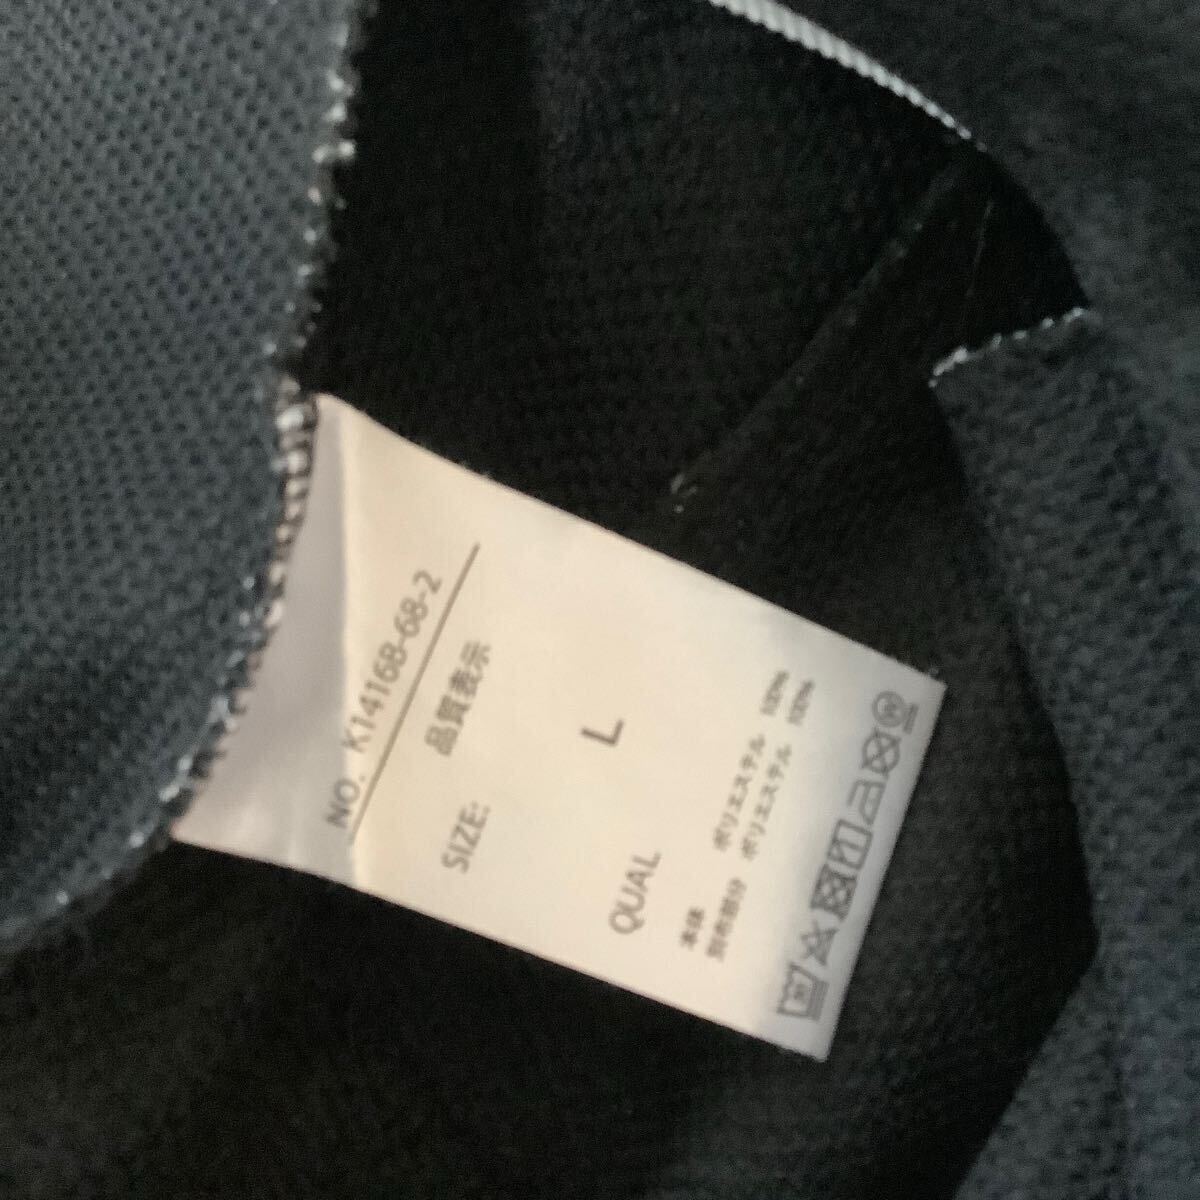 NO. K14168-68-2
品質表示
SIZE: L
QUAL
本体 ポリエステル 100%
別布部分 ポリエステル 100%